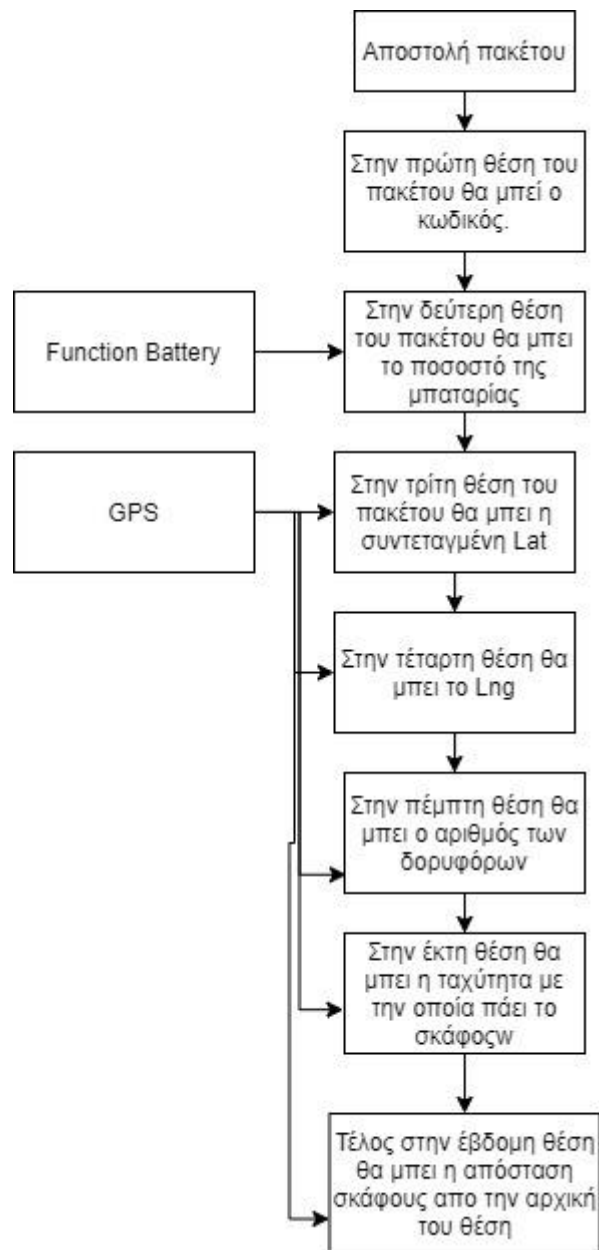 Αποστολή πακέτου
Στην πρώτη θέση του
πακέτου θα μπεί ο
κωδικός.
Function Battery
Στην δεύτερη θέση
του πακέτου θα μπει
το ποσοστό της
μπαταρίας
GPS
Στην τρίτη θέση του
πακέτου θα μπει η
συντεταγμένη Lat
Στην τέταρτη θέση θα
μπει το Lng
Στην πέμπτη θέση θα
μπει ο αριθμός των
δορυφόρων
Στην έκτη θέση θα
μπει η ταχύτητα με
την οποία πάει το
σκάφοςw
Τέλος στην έβδομη θέση
θα μπει η απόσταση
σκάφους απο την αρχική
του θέση